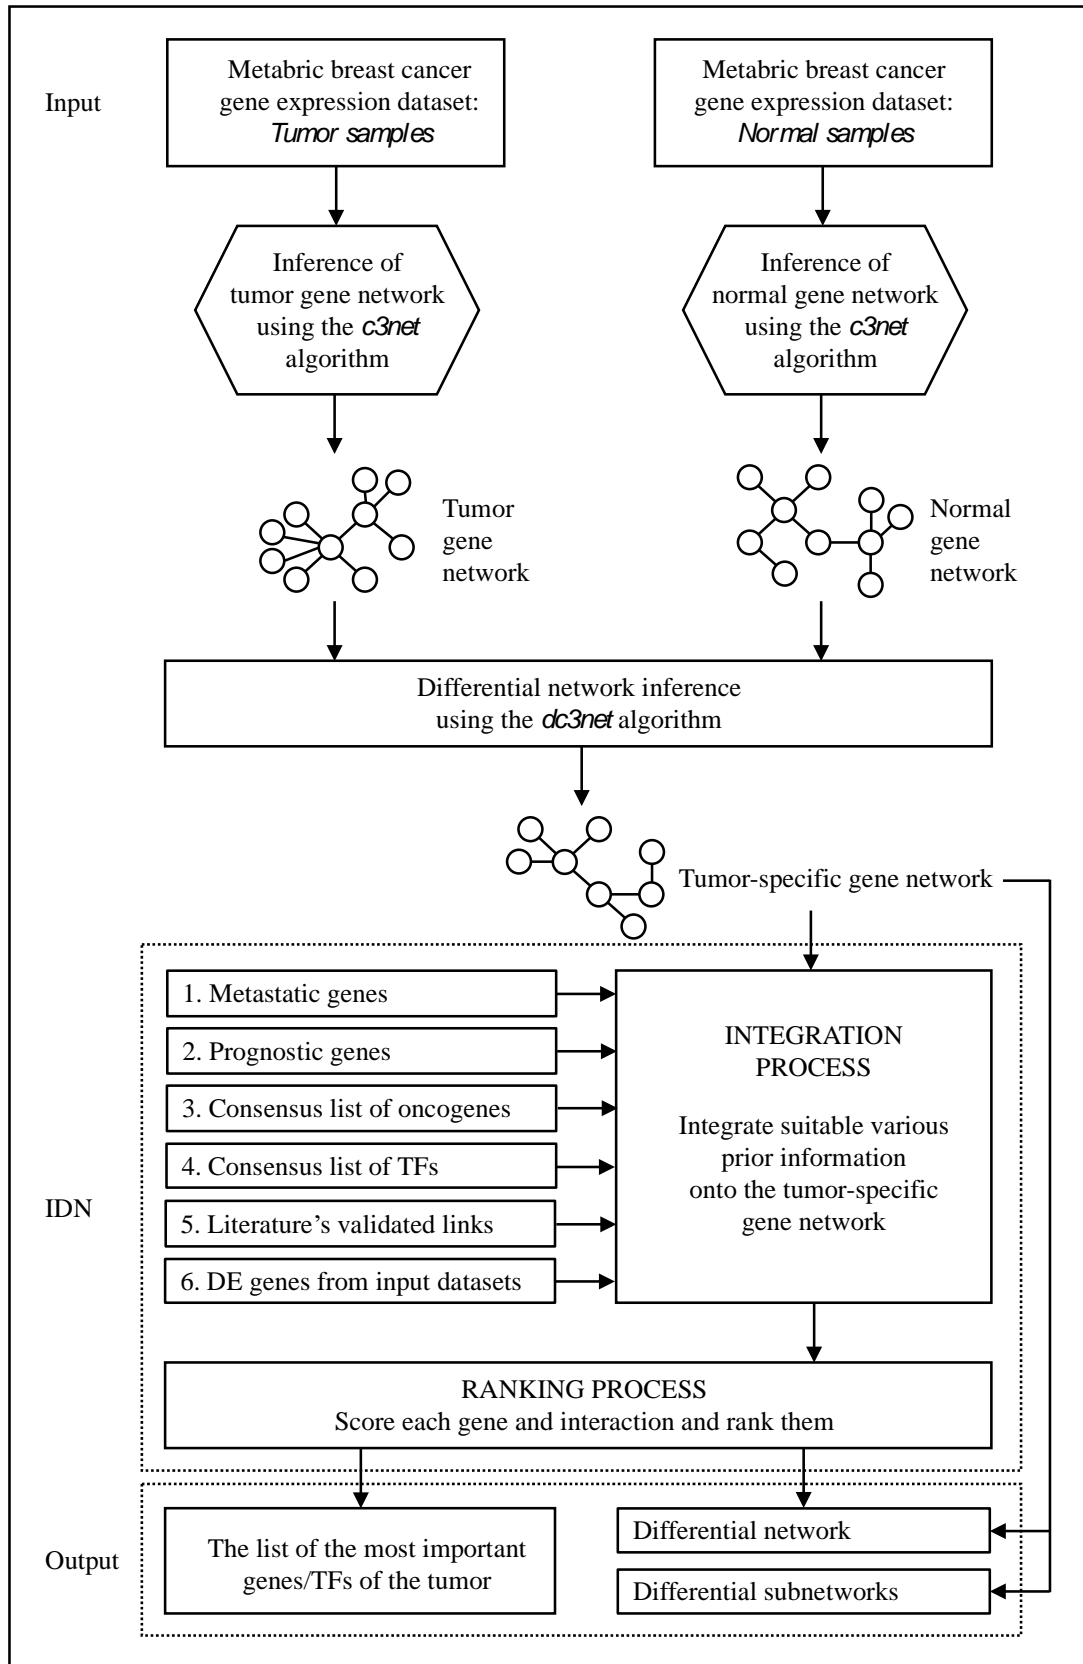 Input
Metabric breast cancer
gene expression dataset:
Tumor samples
Metabric breast cancer
gene expression dataset:
Normal samples
Inference of
tumor gene network
using the c3net
algorithm
Inference of
normal gene network
using the c3net
algorithm
Tumor
gene
network
Normal
gene
network
Differential network inference
using the dc3net algorithm
Tumor-specific gene network
IDN
1. Metastatic genes
2. Prognostic genes
3. Consensus list of oncogenes
4. Consensus list of TFs
5. Literature’s validated links
6. DE genes from input datasets
INTEGRATION
PROCESS
Integrate suitable various
prior information
onto the tumor-specific
gene network
RANKING PROCESS
Score each gene and interaction and rank them
Output
The list of the most important
genes/TFs of the tumor
Differential network
Differential subnetworks